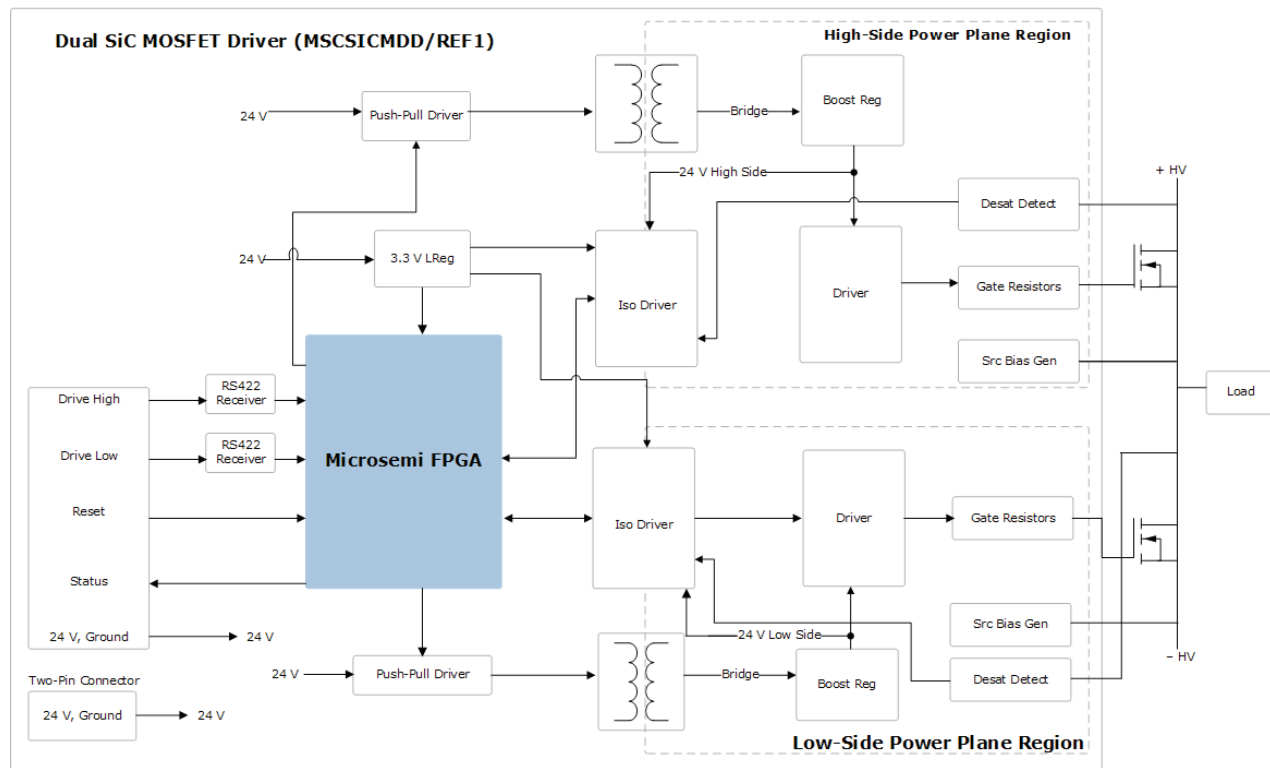 Dual SiC MOSFET Driver (MSCSICMDD/REF1)
High-Side Power Plane Region
24 V
Push-Pull Driver
Bridge
Boost Reg
24 V High Side
+ HV
Desat Detect
24 V
3.3 V LReg
Iso Driver
Driver
Gate Resistors
Src Bias Gen
Load
Drive High
RS422
Receiver
Drive Low
RS422
Receiver
Microsemi FPGA
Reset
Iso Driver
Driver
Gate Resistors
Status
24 V, Ground
24 V
24 V Low Side
Src Bias Gen
– HV
24 V
Push-Pull Driver
Bridge
Boost Reg
Desat Detect
Two-Pin Connector
24 V, Ground
24 V
Low-Side Power Plane Region